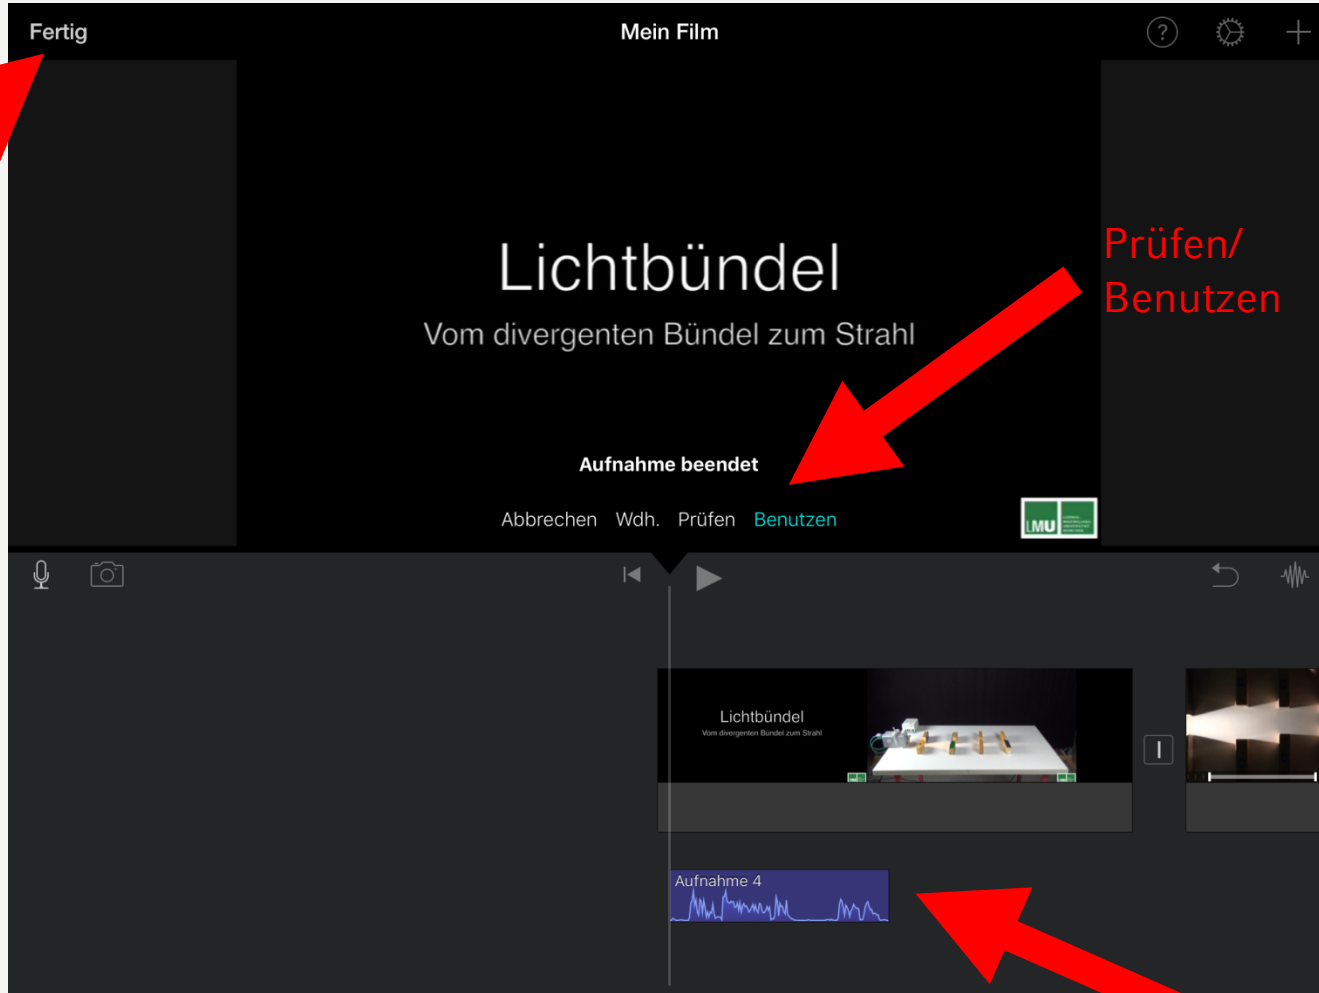 Fertig
Mein Film
?
Prüfen/
Benutzen
Lichtbündel
Vom divergenten Bündel zum Strahl
Aufnahme beendet
Abbrechen Wdh. Prüfen Benutzen
LMU
Lichtbündel
Vom divergenten Bündel zum Strahl
Aufnahme 4